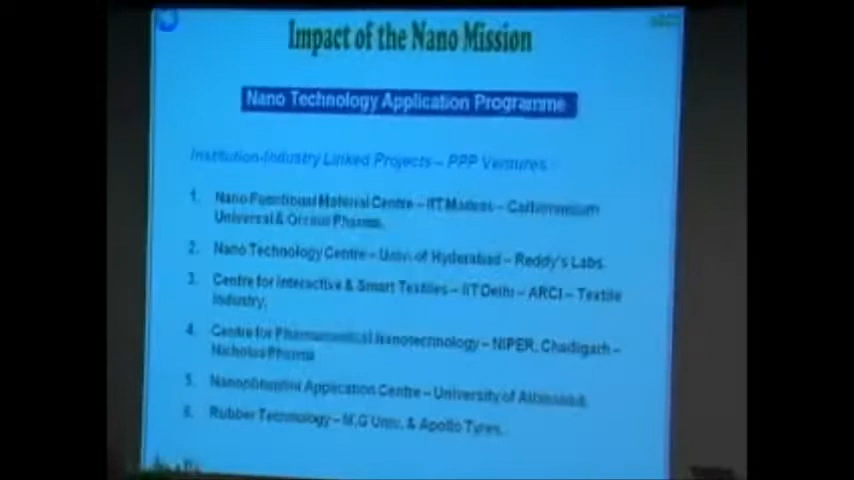 Impact of the Nano Mission
Nano Technology Application Programme
Institution-Industry Linked Projects – PPP Ventures
1. Nano Functional Material Centre – IIT Madras –
Universal & Pharma.
2. Nano Technology Centre – Univ. of Hyderabad – Reddy's Labs.
3. Centre for Interactive & Smart Textiles – IIT Delhi – ARCI – Textile
Industry.
4. Centre for Pharmaceutical Nanotechnology – NIPER, Chadigarh –
Nicholas Pharma
5. Application Centre – University of
6. Rubber Technology – M.G Univ. & Apollo Tyres.